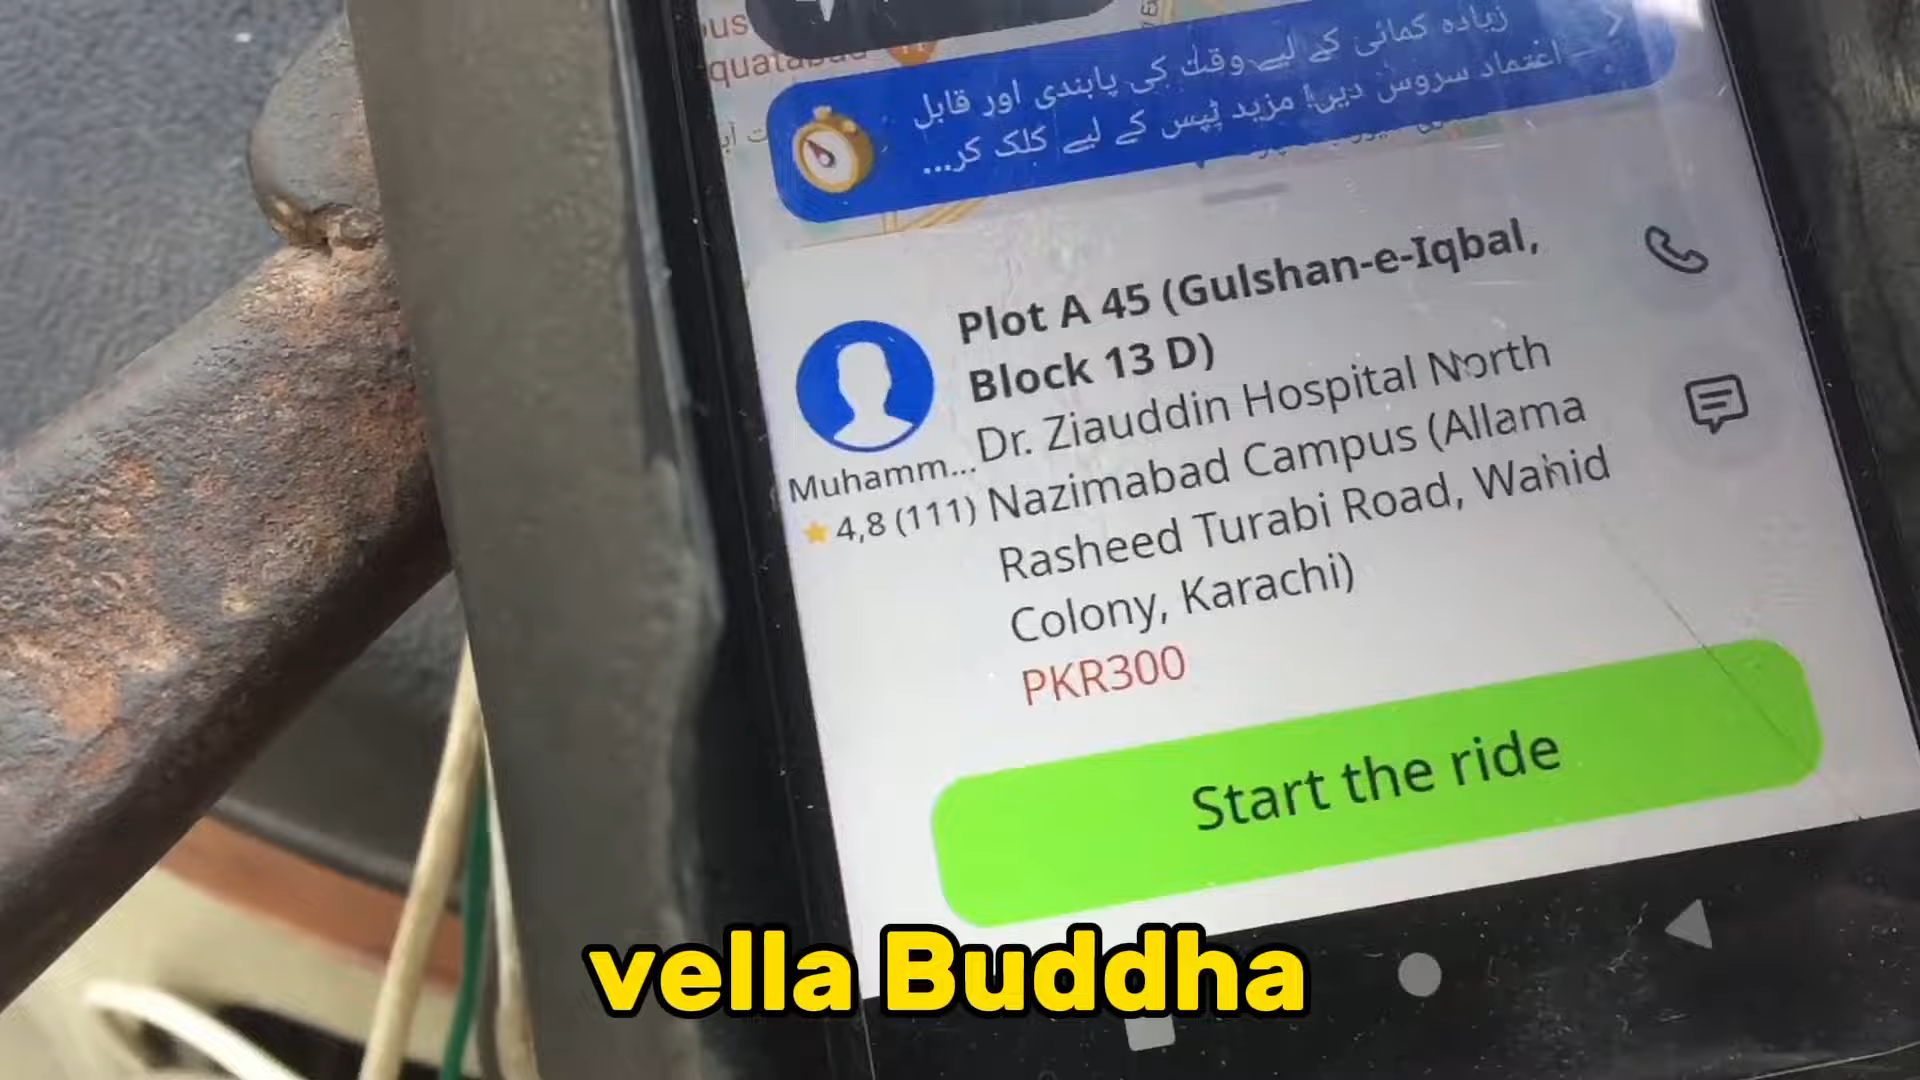 زیادہ کمائی کے لیے وقت کی پابندی اور قابل
اعتماد سروس دیں! مزید ٹپس کے لیے کلک کر...
Plot A 45 (Gulshan-e-Iqbal,
Block 13 D)
Dr. Ziauddin Hospital North
Nazimabad Campus (Allama
Rasheed Turabi Road, Wahid
Colony, Karachi)
Muhamm...
4,8 (111)
PKR300
Start the ride
vella Buddha